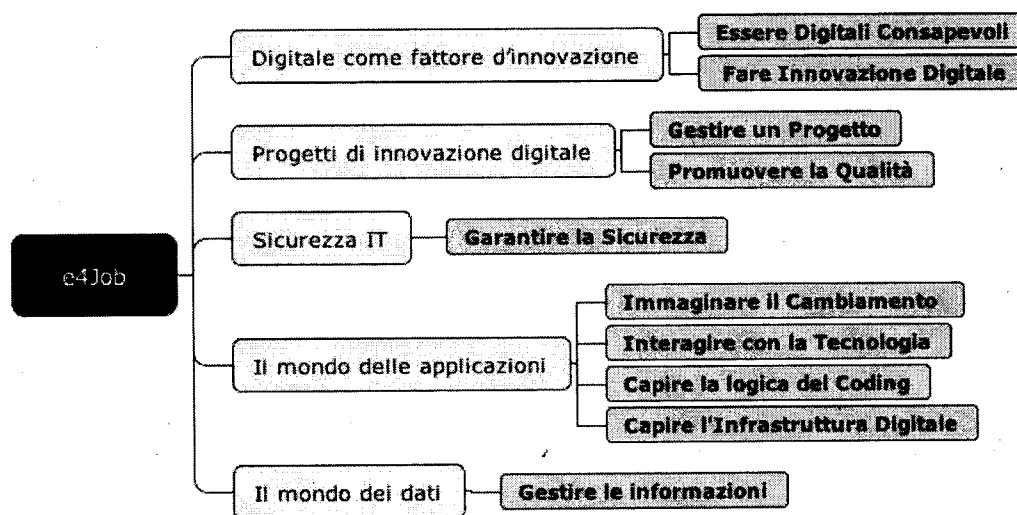 e4Job
Digitale come fattore d'innovazione
Essere Digitali Consapevoli
Fare Innovazione Digitale
Progetti di innovazione digitale
Gestire un Progetto
Promuovere la Qualità
Sicurezza IT
Garantire la Sicurezza
Il mondo delle applicazioni
Immaginare il Cambiamento
Interagire con la Tecnologia
Capire la logica del Coding
Capire l'Infrastruttura Digitale
Il mondo dei dati
Gestire le informazioni